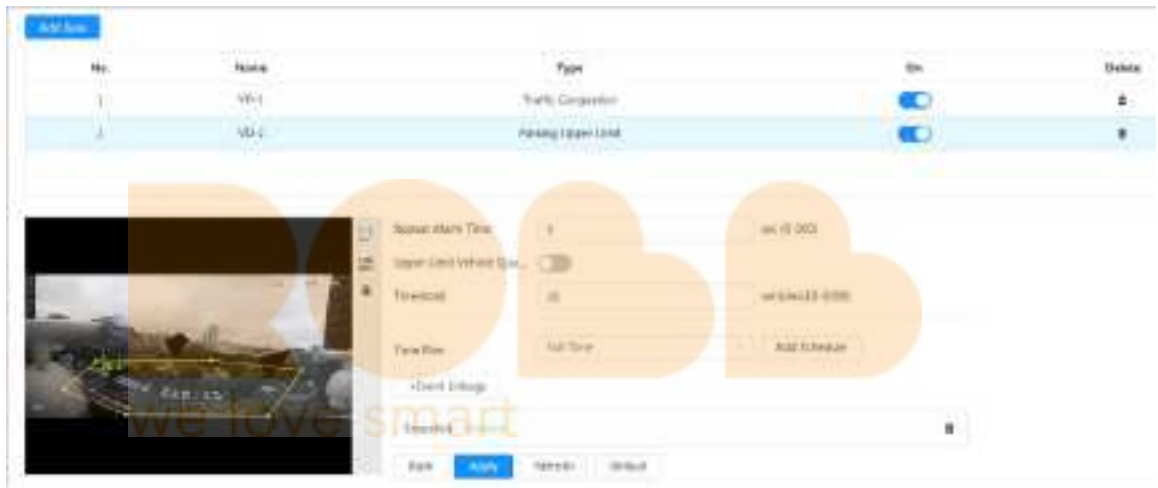 Add Rule
No. Name Type On Delete
1 VD-1 Traffic Congestion
2 VD-2 Parking Upper Limit
Repeat Alarm Time
Upper Limit Vehicle Qua...
Threshold
Time Plan Full Time Add Schedule
+Event Linkage
Snapshot
Back Apply Refresh Default
we love smart